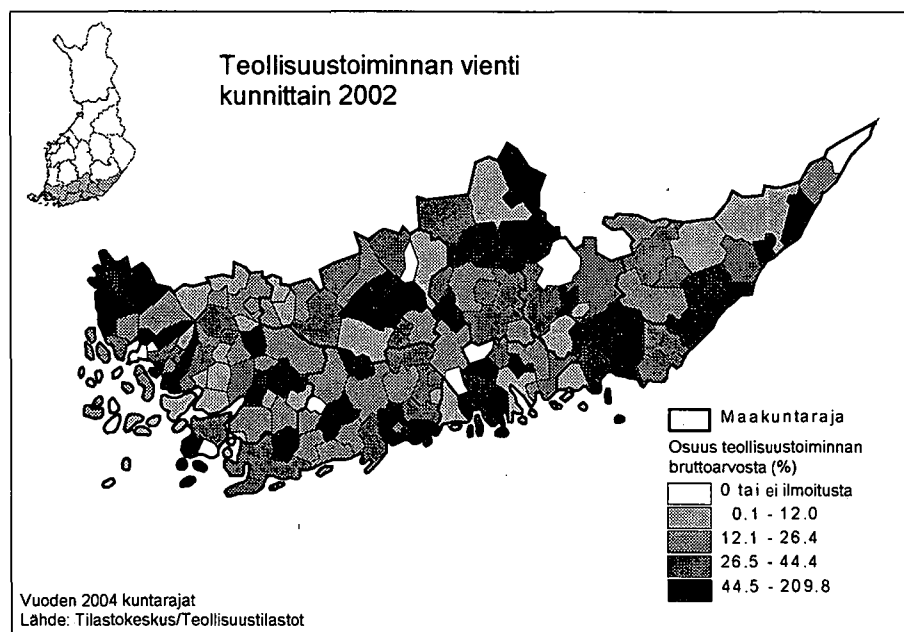 Teollisuustoiminnan vienti
kunnittain 2002
Maakuntaraja
Osuus teollisuustoiminnan
bruttoarvosta (%)
0 tai ei ilmoitusta
0.1 - 12.0
12.1 - 26.4
26.5 - 44.4
44.5 - 209.8
Vuoden 2004 kuntarajat
Lähde: Tilastokeskus/Teollisuustilastot